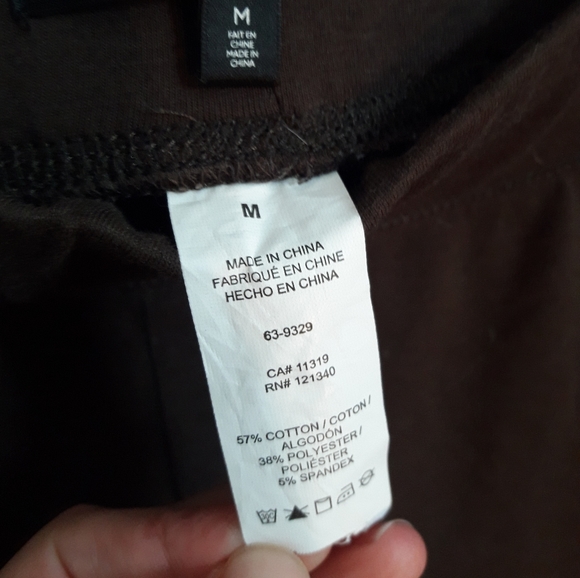 M
FAIT EN
CHINE
MADE IN
CHINA
M
MADE IN CHINA
FABRIQUÉ EN CHINE
HECHO EN CHINA
63-9329
CA# 11319
RN# 121340
57% COTTON / COTON /
ALGODÓN
38% POLYESTER /
POLIÉSTER
5% SPANDEX